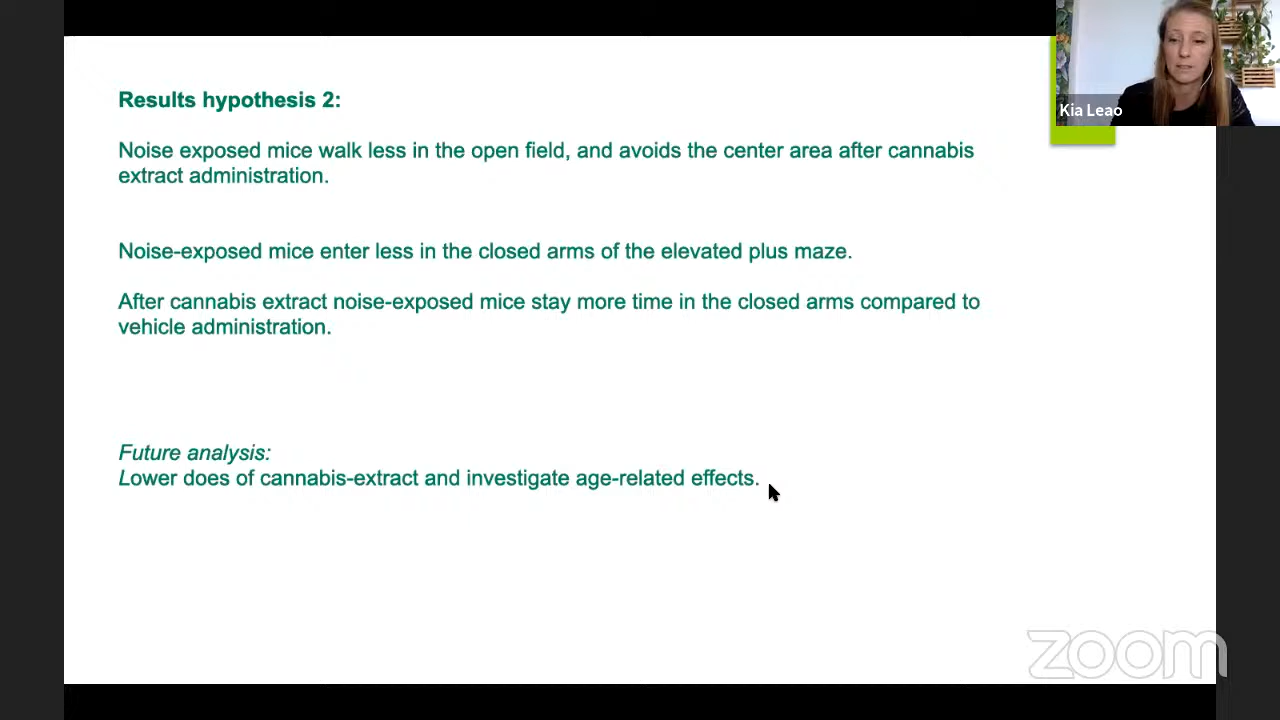 Results hypothesis 2:
Noise exposed mice walk less in the open field, and avoids the center area after cannabis
extract administration.
Noise-exposed mice enter less in the closed arms of the elevated plus maze.
After cannabis extract noise-exposed mice stay more time in the closed arms compared to
vehicle administration.
Future analysis:
Lower does of cannabis-extract and investigate age-related effects.
Kia Leao
zoom